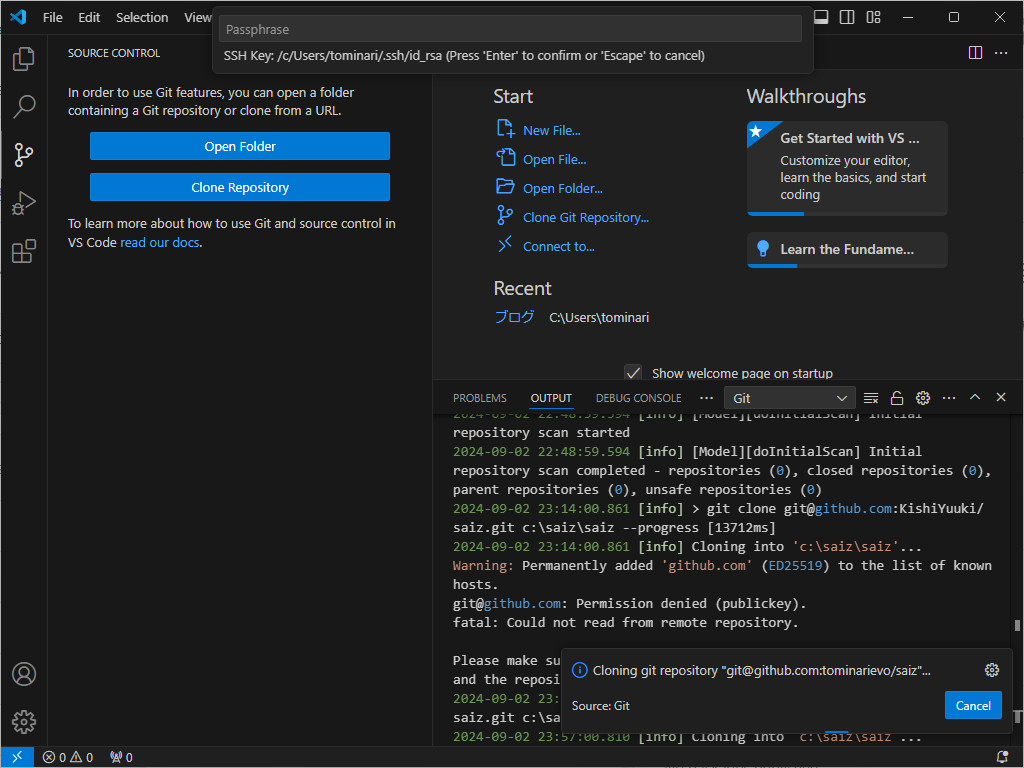 File Edit Selection View
Passphrase
SSH Key: /c/Users/tominari/.ssh/id_rsa (Press 'Enter' to confirm or 'Escape' to cancel)
SOURCE CONTROL
In order to use Git features, you can open a folder
containing a Git repository or clone from a URL.
Open Folder
Clone Repository
To learn more about how to use Git and source control in
VS Code read our docs.
Start
New File...
Open File...
Open Folder...
Clone Git Repository...
Connect to...
Recent
ブログ C:\Users\tominari
Walkthroughs
Get Started with VS ...
Customize your editor,
learn the basics, and start
coding
Learn the Fundame...
Show welcome page on startup
PROBLEMS OUTPUT DEBUG CONSOLE ... Git
2024-09-02 22:48:59.594 [info] [Model][doInitialScan] Initial
repository scan started
2024-09-02 22:48:59.594 [info] [Model][doInitialScan] Initial
repository scan completed - repositories (0), closed repositories (0),
parent repositories (0), unsafe repositories (0)
2024-09-02 23:14:00.861 [info] > git clone git@github.com:KishiYuuki/
saiz.git c:\saiz\saiz --progress [13712ms]
2024-09-02 23:14:00.861 [info] Cloning into 'c:\saiz\saiz'...
Warning: Permanently added 'github.com' (ED25519) to the list of known
hosts.
git@github.com: Permission denied (publickey).
fatal: Could not read from remote repository.
Please make su
and the reposi
2024-09-02 23:
saiz.git c:\sa
2024-09-02 23:57:00.810 [info] Cloning into 'c:\saiz\saiz'...
Cloning git repository "git@github.com:tominarievo/saiz"...
Source: Git
Cancel
0 0 0